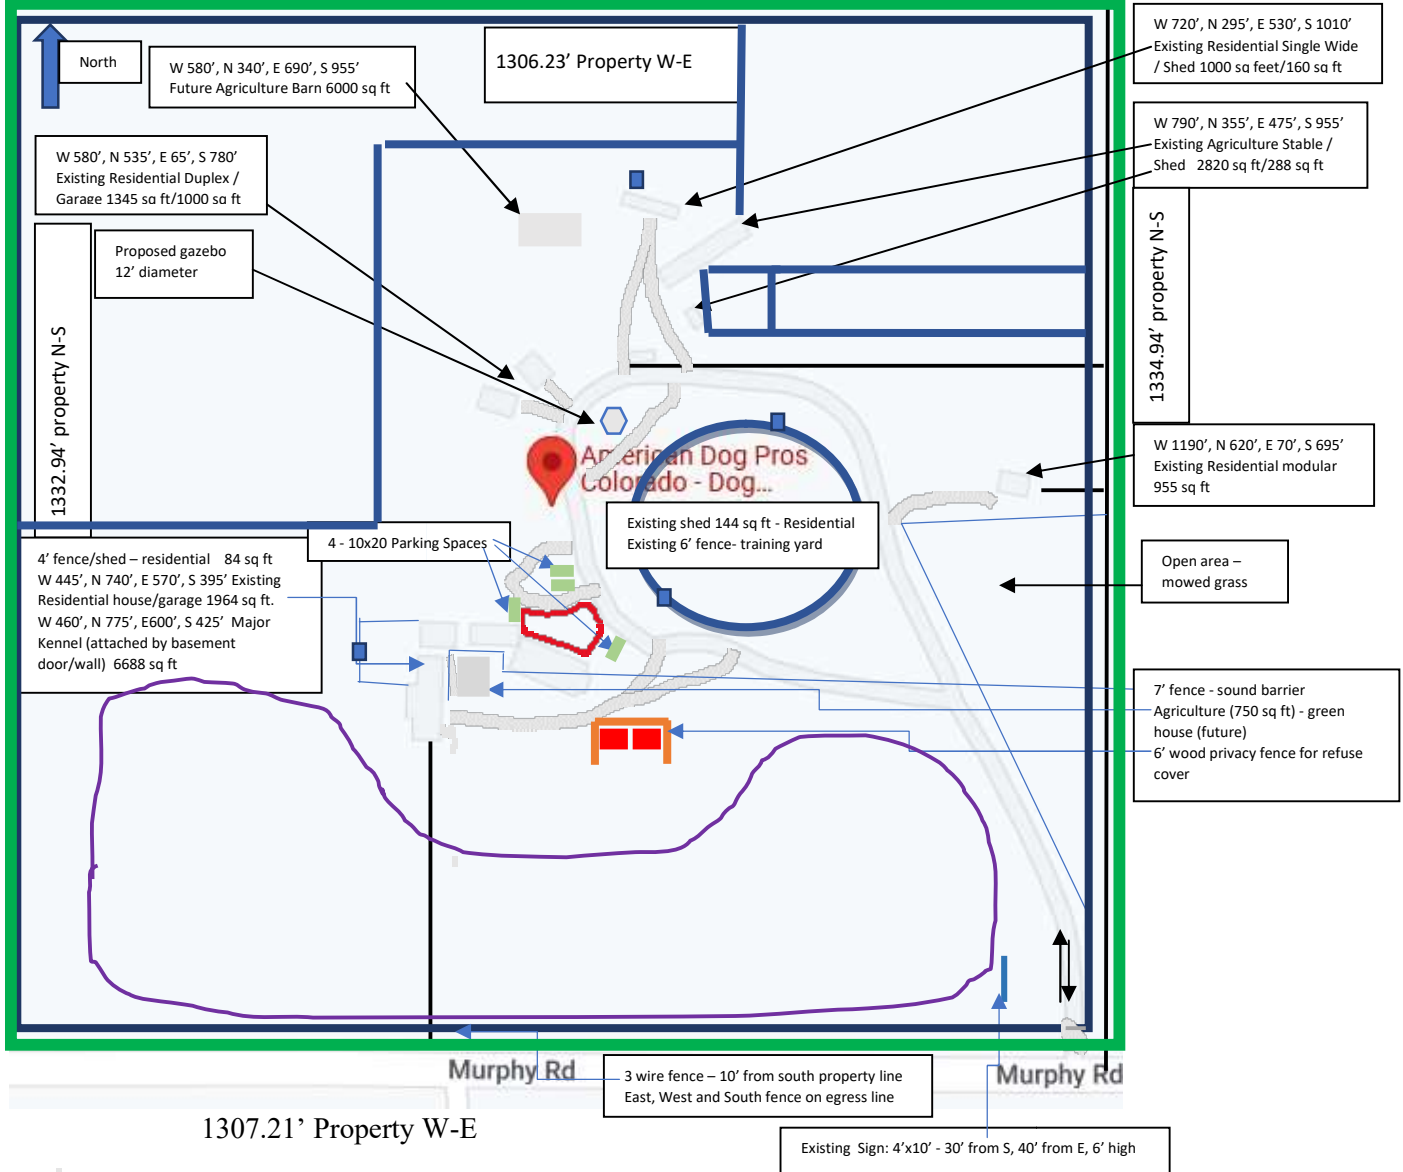 North
W 580’, N 340’, E 690’, S 955’
Future Agriculture Barn 6000 sq ft
1306.23’ Property W-E
W 720’, N 295’, E 530’, S 1010’
Existing Residential Single Wide
/ Shed 1000 sq feet/160 sq ft
W 790’, N 355’, E 475’, S 955’
Existing Agriculture Stable /
Shed 2820 sq ft/288 sq ft
W 580’, N 535’, E 65’, S 780’
Existing Residential Duplex /
Garage 1345 sq ft/1000 sq ft
Proposed gazebo
12’ diameter
1332.94’ property N-S
1334.94’ property N-S
American Dog Pros
Colorado - Dog...
W 1190’, N 620’, E 70’, S 695’
Existing Residential modular
955 sq ft
Existing shed 144 sq ft - Residential
Existing 6’ fence- training yard
4 - 10x20 Parking Spaces
4’ fence/shed – residential 84 sq ft
W 445’, N 740’, E 570’, S 395’ Existing
Residential house/garage 1964 sq ft.
W 460’, N 775’, E600’, S 425’ Major
Kennel (attached by basement
door/wall) 6688 sq ft
Open area –
mowed grass
7’ fence - sound barrier
Agriculture (750 sq ft) - green
house (future)
6’ wood privacy fence for refuse
cover
Murphy Rd
Murphy Rd
3 wire fence – 10’ from south property line
East, West and South fence on egress line
1307.21’ Property W-E
Existing Sign: 4’x10’ - 30’ from S, 40’ from E, 6’ high